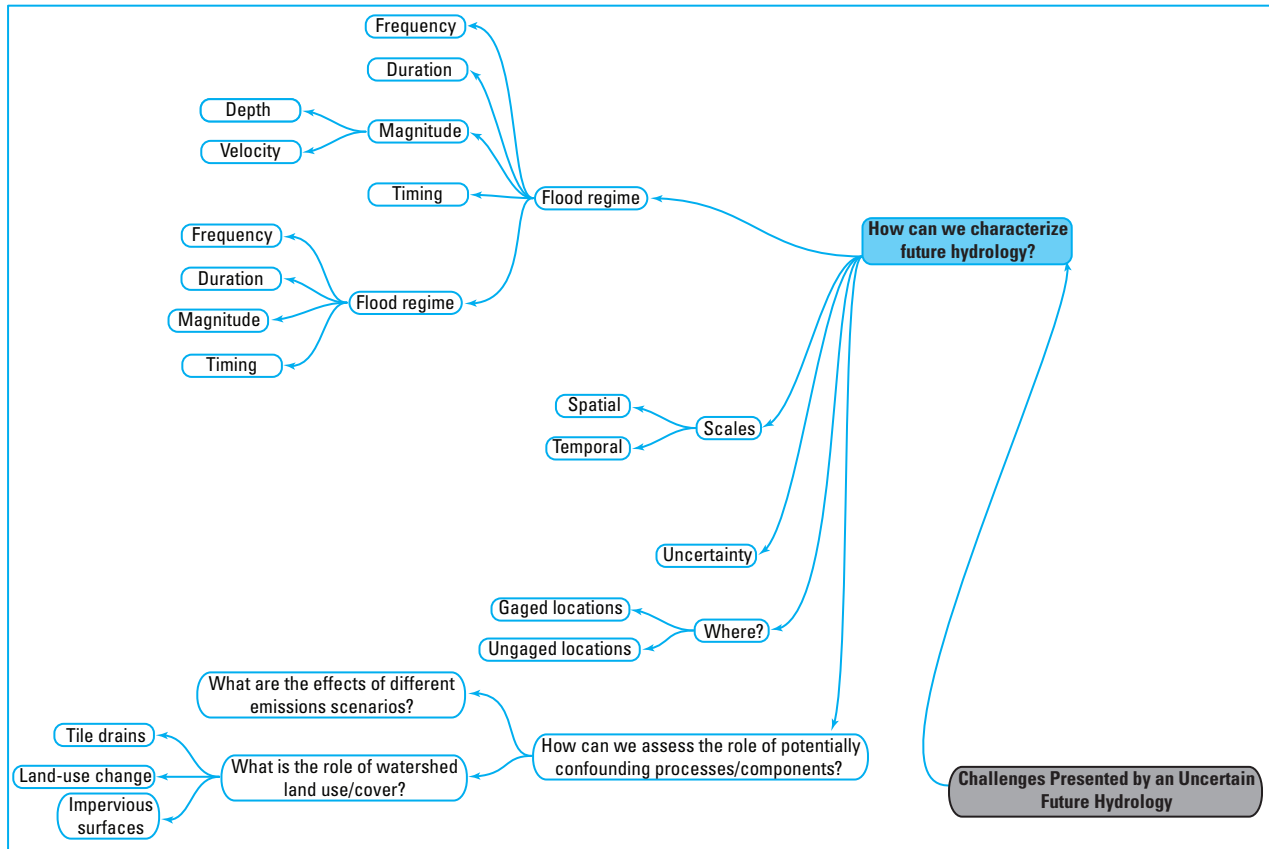 Frequency
Duration
Depth
Magnitude
Velocity
Timing
Flood regime
Frequency
Duration
Flood regime
Magnitude
Timing
How can we characterize
future hydrology?
Spatial
Scales
Temporal
Uncertainty
Gaged locations
Where?
Ungaged locations
What are the effects of different
emissions scenarios?
Tile drains
How can we assess the role of potentially
confounding processes/components?
What is the role of watershed
land use/cover?
Land-use change
Impervious
surfaces
Challenges Presented by an Uncertain
Future Hydrology